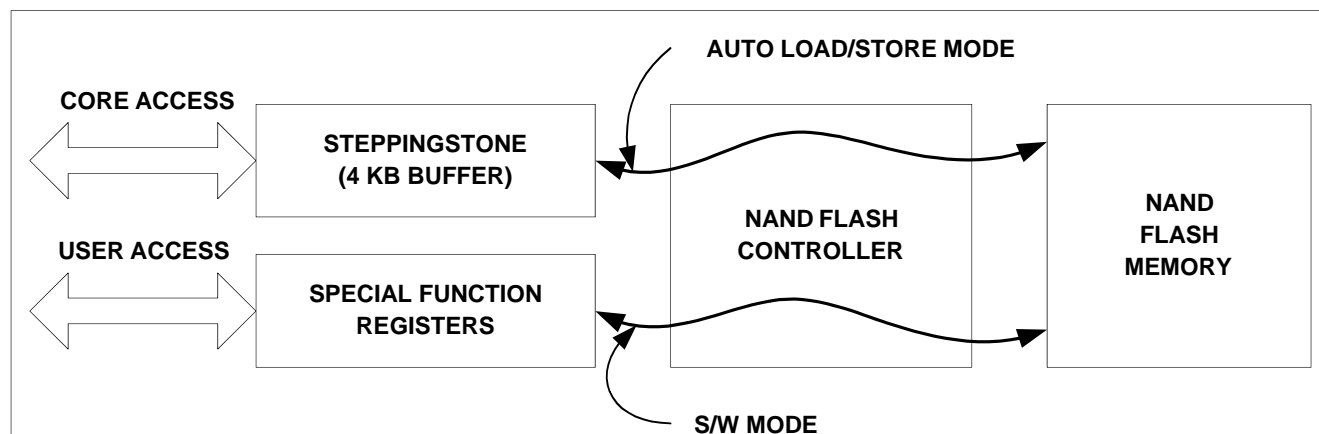 AUTO LOAD/STORE MODE
CORE ACCESS
STEPPINGSTONE
(4 KB BUFFER)
NAND FLASH
CONTROLLER
NAND
FLASH
MEMORY
USER ACCESS
SPECIAL FUNCTION
REGISTERS
S/W MODE